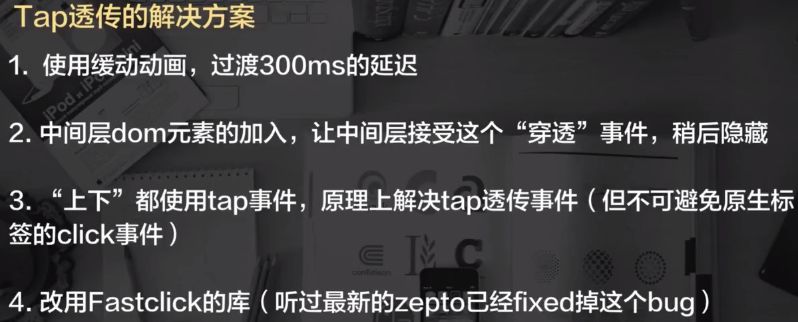 Tap透传的解决方案
1. 使用缓动动画，过渡300ms的延迟
2. 中间层dom元素的加入，让中间层接受这个“穿透”事件，稍后隐藏
3. “上下”都使用tap事件，原理上解决tap透传事件（但不可避免原生标
签的click事件）
4. 改用Fastclick的库（听过最新的zepto已经fixed掉这个bug）